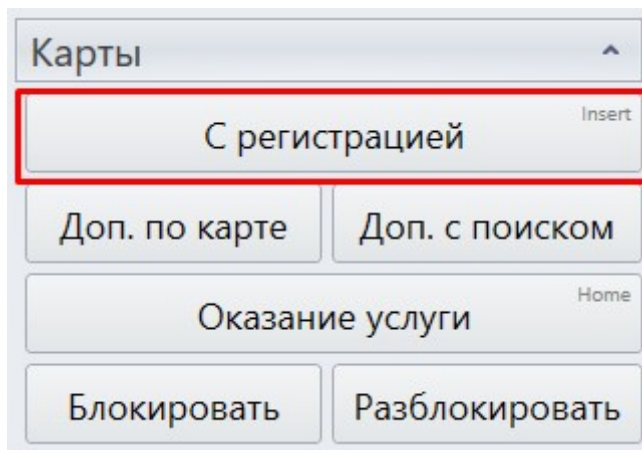 Карты
Insert
С регистрацией
Доп. по карте Доп. с поиском
Home
Оказание услуги
Блокировать Разблокировать